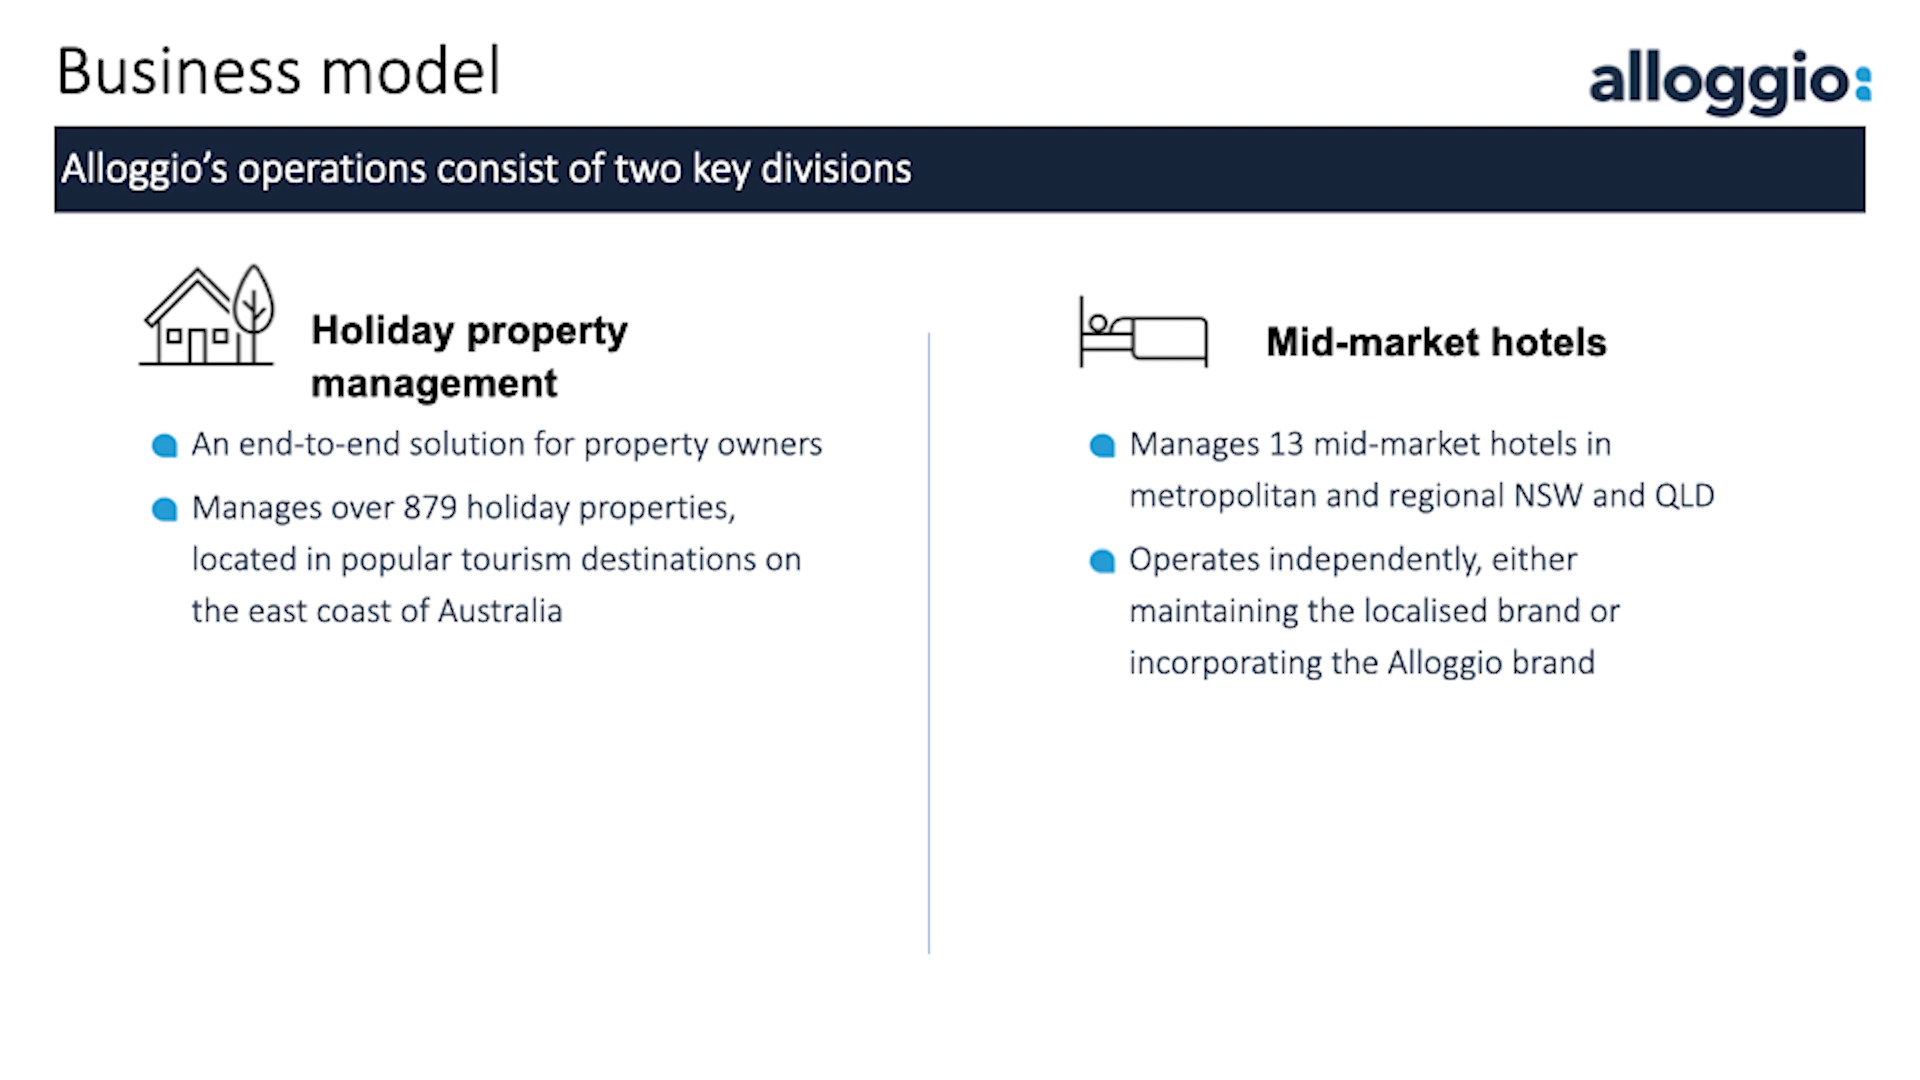 Business model
alloggio:
Alloggio’s operations consist of two key divisions
Holiday property
management
An end-to-end solution for property owners
Manages over 879 holiday properties,
located in popular tourism destinations on
the east coast of Australia
Mid-market hotels
Manages 13 mid-market hotels in
metropolitan and regional NSW and QLD
Operates independently, either
maintaining the localised brand or
incorporating the Alloggio brand